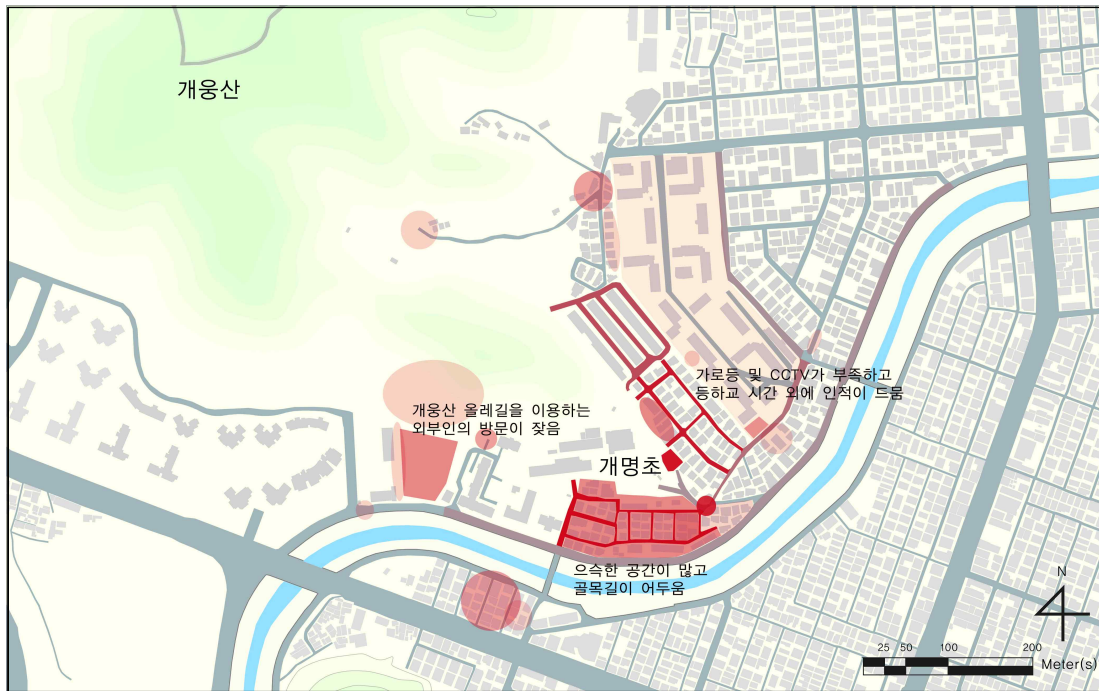 개웅산
가로등 및 CCTV가 부족하고
등하교 시간 외에 인적이 드뭄
개웅산 올레길을 이용하는
외부인의 방문이 잦음
개명초
으슥한 공간이 많고
골목길이 어두움
N
25 50 100 200
Meter(s)